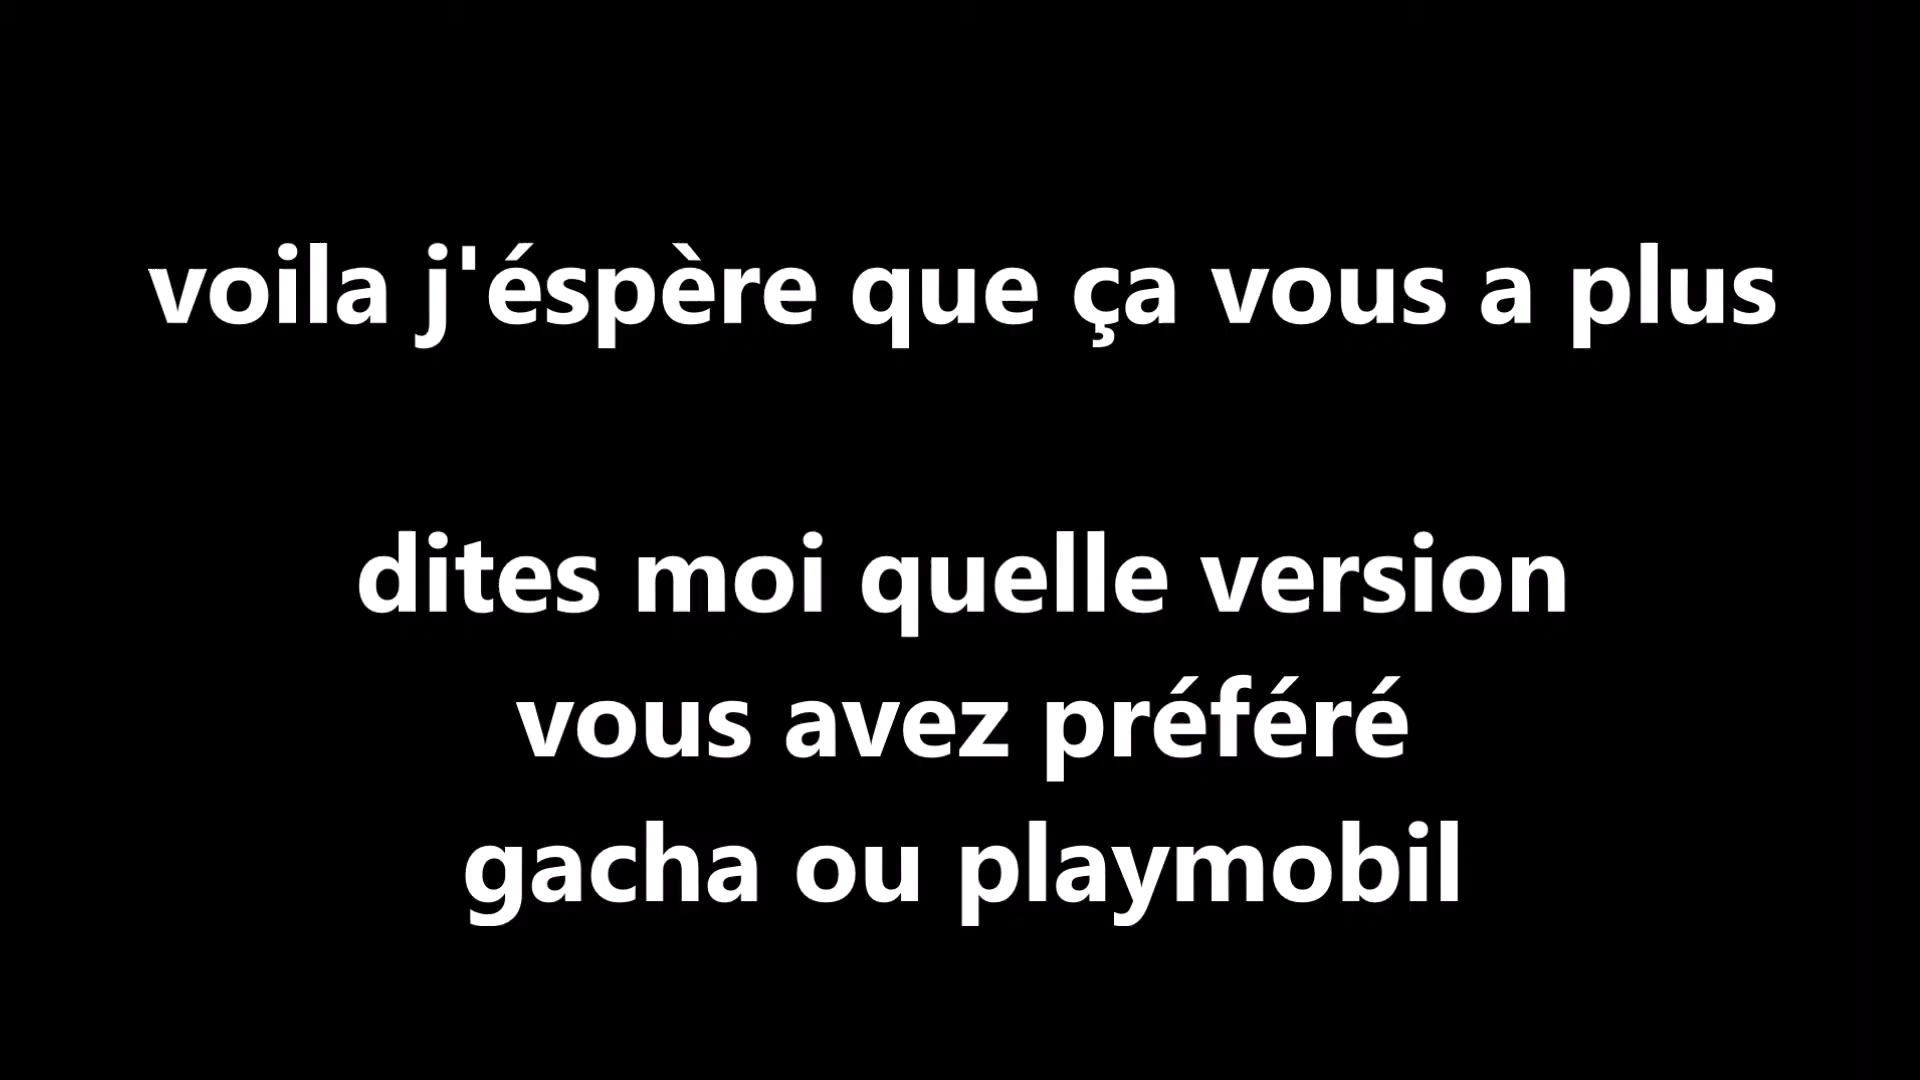 voila j'éspère que ça vous a plus
dites moi quelle version
vous avez préféré
gacha ou playmobil